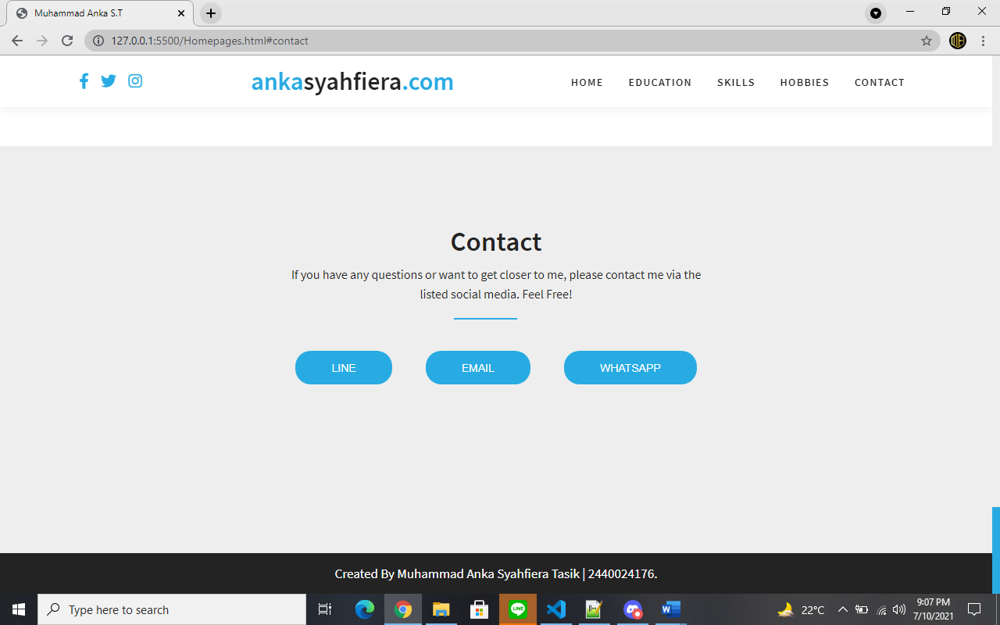 Muhammad Anka S.T
127.0.0.1:5500/Homepages.html#contact
ankasyahfiera.com
HOME EDUCATION SKILLS HOBBIES CONTACT
Contact
If you have any questions or want to get closer to me, please contact me via the
listed social media. Feel Free!
LINE EMAIL WHATSAPP
Created By Muhammad Anka Syahfiera Tasik | 2440024176.
Type here to search
22°C
9:07 PM
7/10/2021